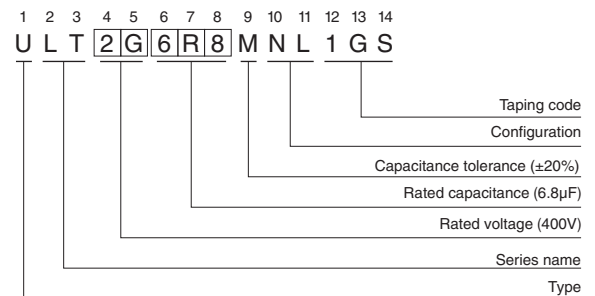 1 2 3 4 5 6 7 8 9 10 11 12 13 14
U L T 2 G 6 R 8 M N L 1 G S
Taping code
Configuration
Capacitance tolerance (±20%)
Rated capacitance (6.8µF)
Rated voltage (400V)
Series name
Type